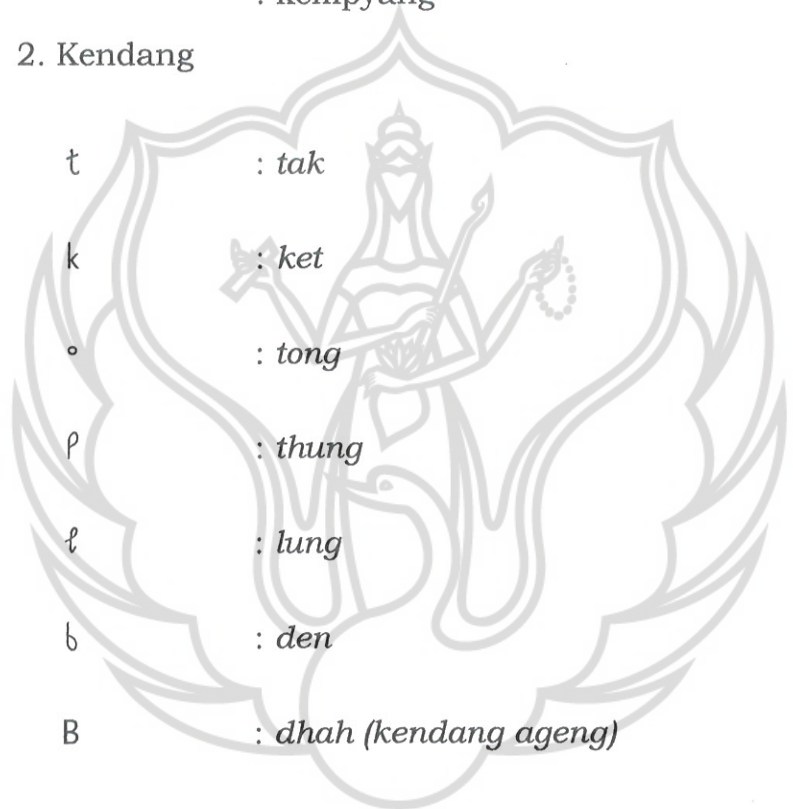 : kempyang
2. Kendang
t : tak
k : ket
° : tong
ρ : thung
ℓ : lung
b : den
B : dhah (kendang ageng)